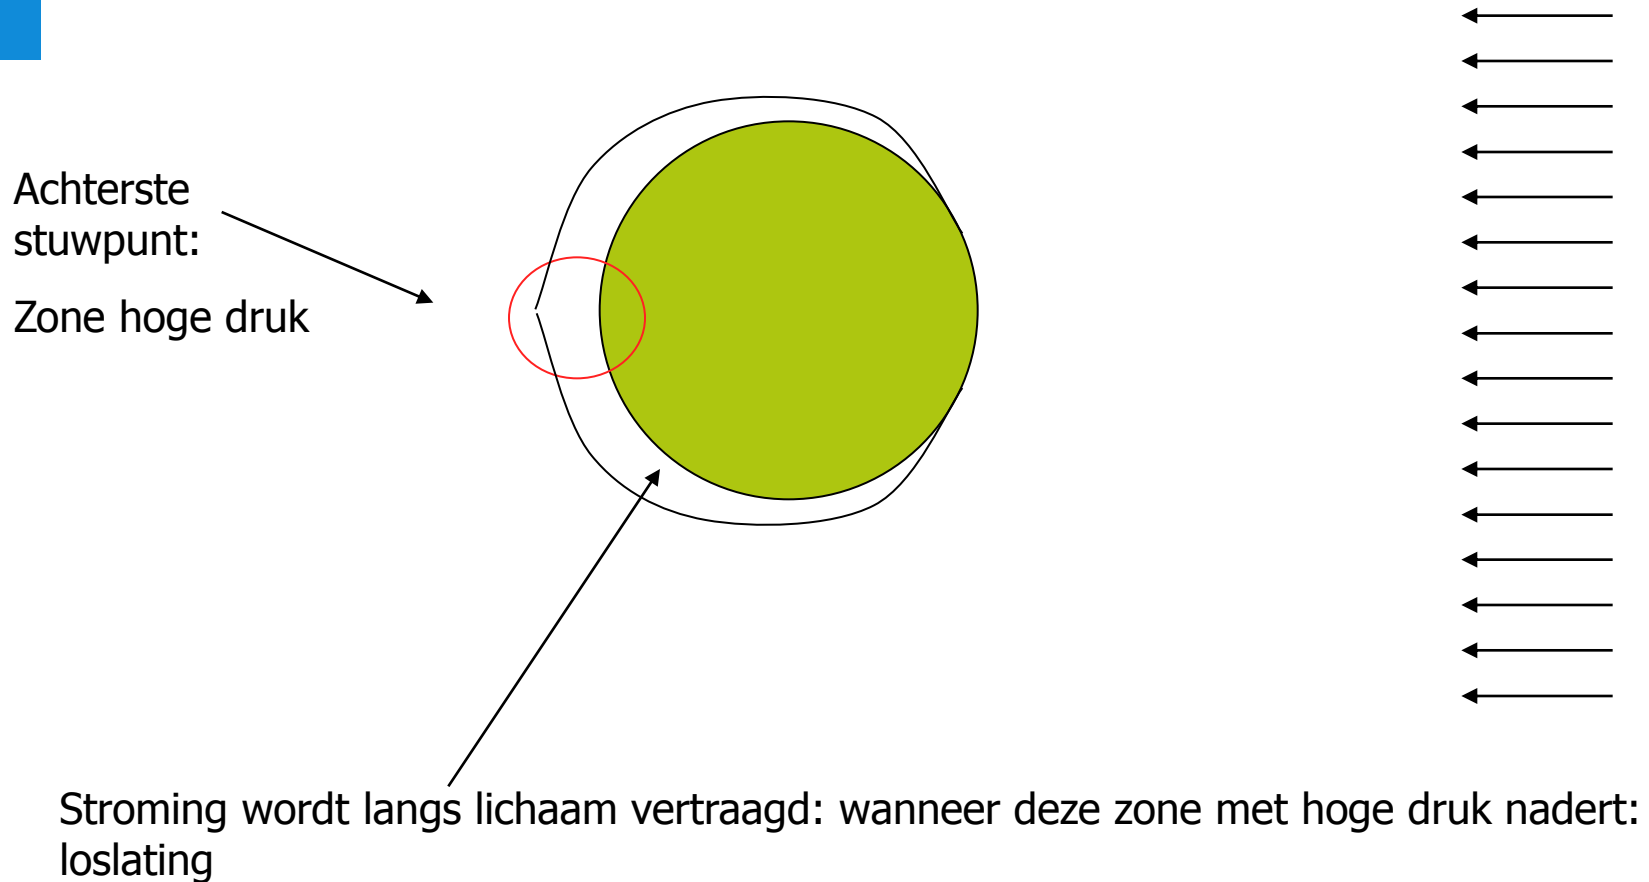 Achterste
stuwpunt:
Zone hoge druk
Stroming wordt langs lichaam vertraagd: wanneer deze zone met hoge druk nadert:
loslating